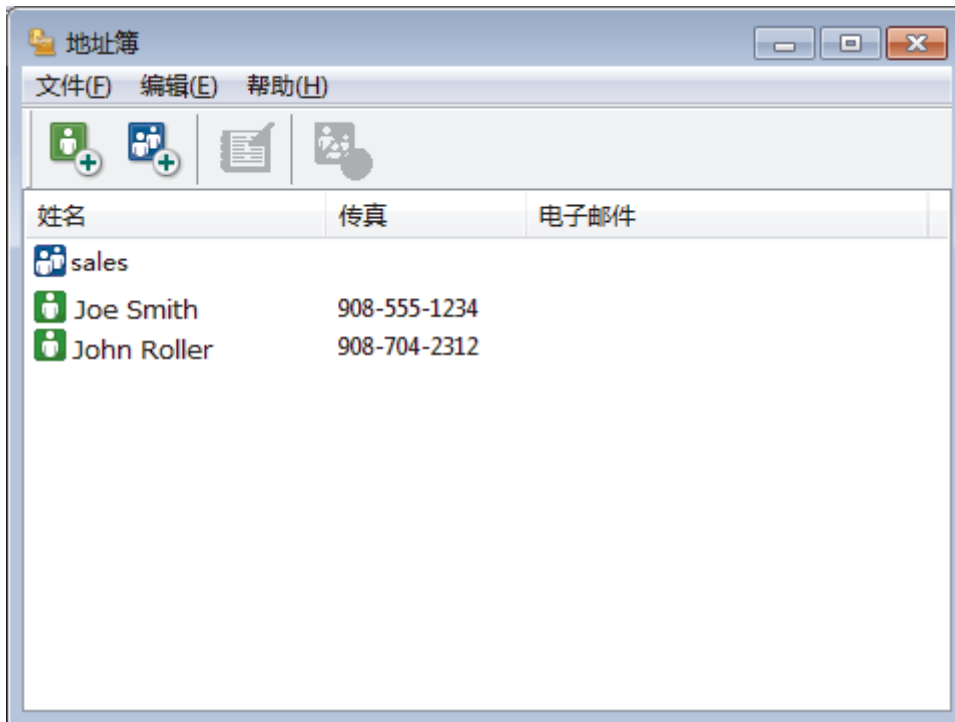 地址簿
文件(F) 编辑(E) 帮助(H)
姓名 传真 电子邮件
sales
Joe Smith 908-555-1234
John Roller 908-704-2312